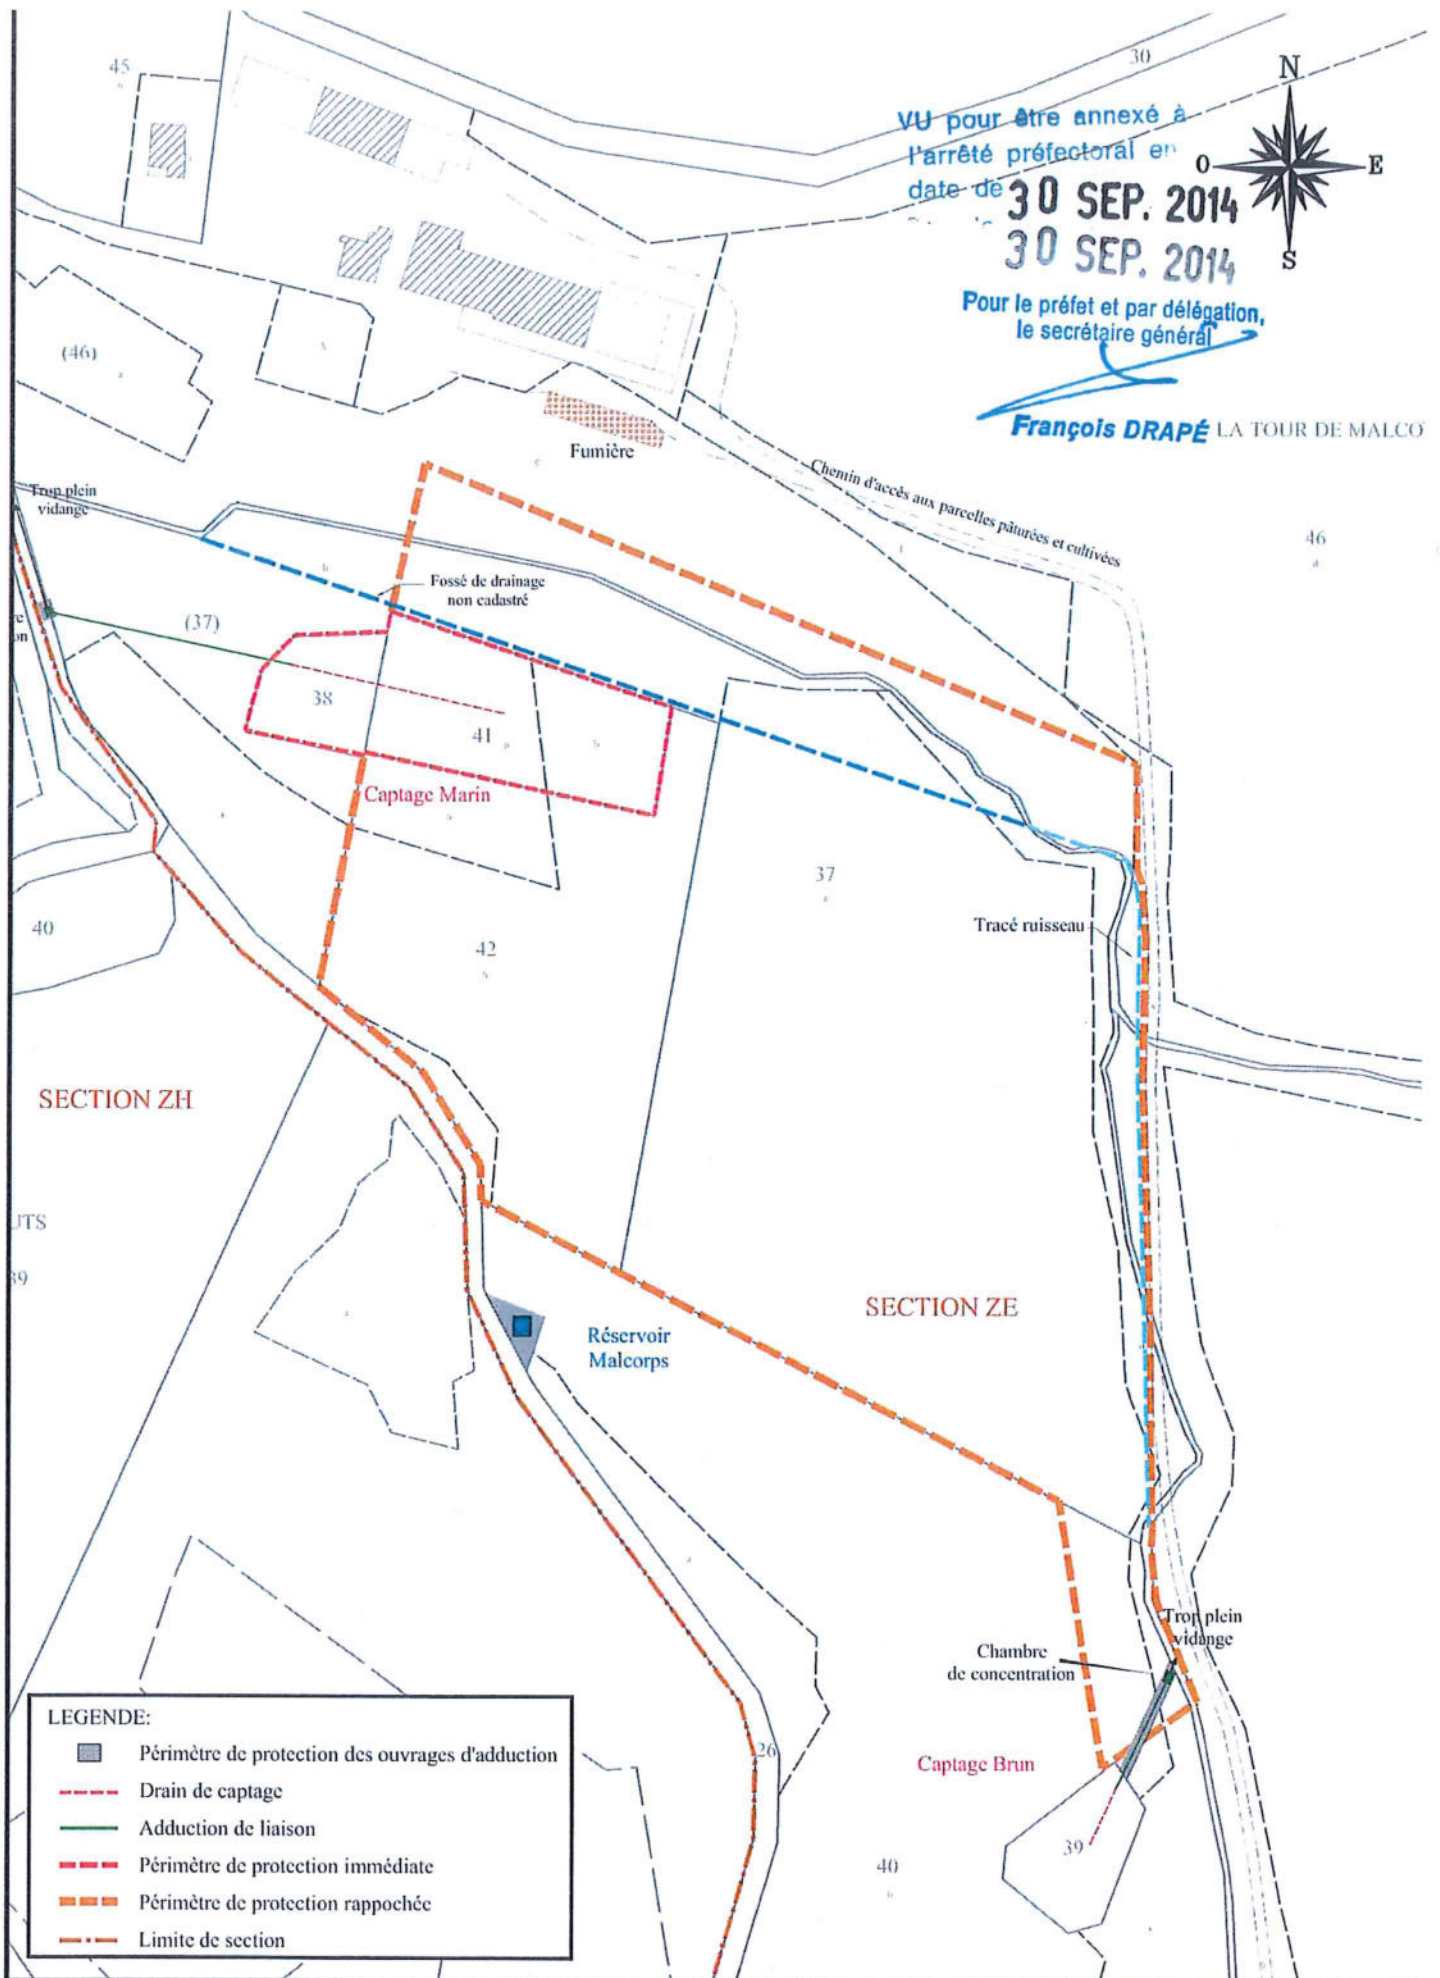 45
30
N
O
E
S
VU pour être annexé à
l'arrêté préfectoral en
date de 30 SEP. 2014
30 SEP. 2014
Pour le préfet et par délégation,
le secrétaire général
François DRAPÉ
LA TOUR DE MALCO
(46)
Fumière
Chemin d'accés aux parcelles pâturées et cultivées
46
a
Trop plein
vidange
Fossé de drainage
non cadastré
(37)
38
41
Captage Marin
37
40
42
Tracé ruisseau
SECTION ZH
UTS
39
SECTION ZE
Réservoir
Malcorps
Trop plein
vidange
Chambre
de concentration
26
Captage Brun
39
40
LEGENDE:
Périmètre de protection des ouvrages d'adduction
Drain de captage
Adduction de liaison
Périmètre de protection immédiate
Périmètre de protection rappochée
Limite de section